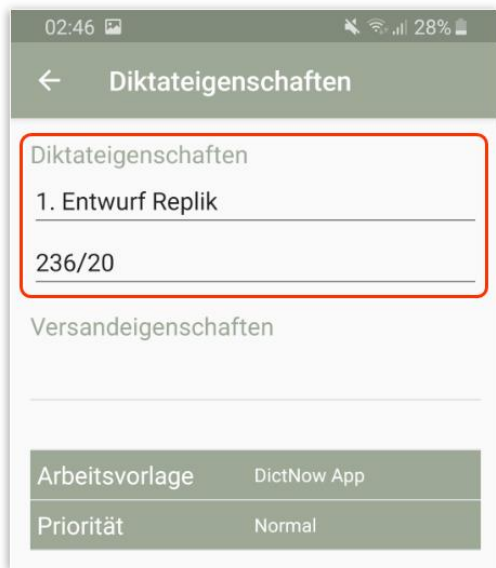 02:46 28%
Diktateigenschaften
Diktateigenschaften
1. Entwurf Replik
236/20
Versandeigenschaften
Arbeitsvorlage DictNow App
Priorität Normal